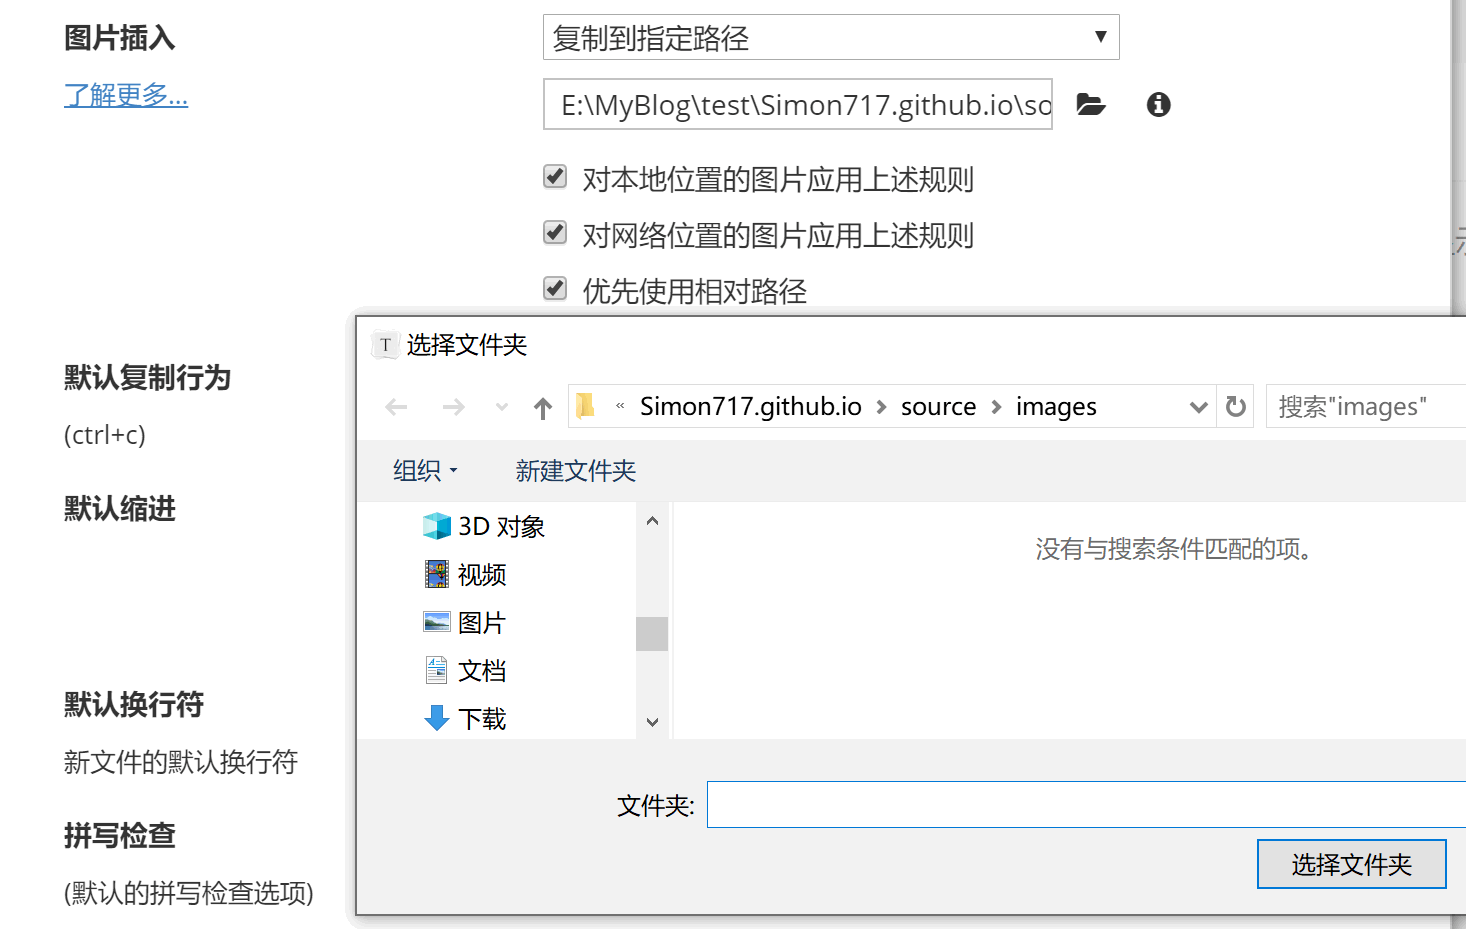 图片插入
复制到指定路径
了解更多...
E:\MyBlog\test\Simon717.github.io\so
对本地位置的图片应用上述规则
对网络位置的图片应用上述规则
优先使用相对路径
默认复制行为
(ctrl+c)
默认缩进
默认换行符
新文件的默认换行符
拼写检查
(默认的拼写检查选项)
T 选择文件夹
« Simon717.github.io > source > images
搜索"images"
组织
新建文件夹
3D 对象
视频
图片
文档
下载
没有与搜索条件匹配的项。
文件夹:
选择文件夹